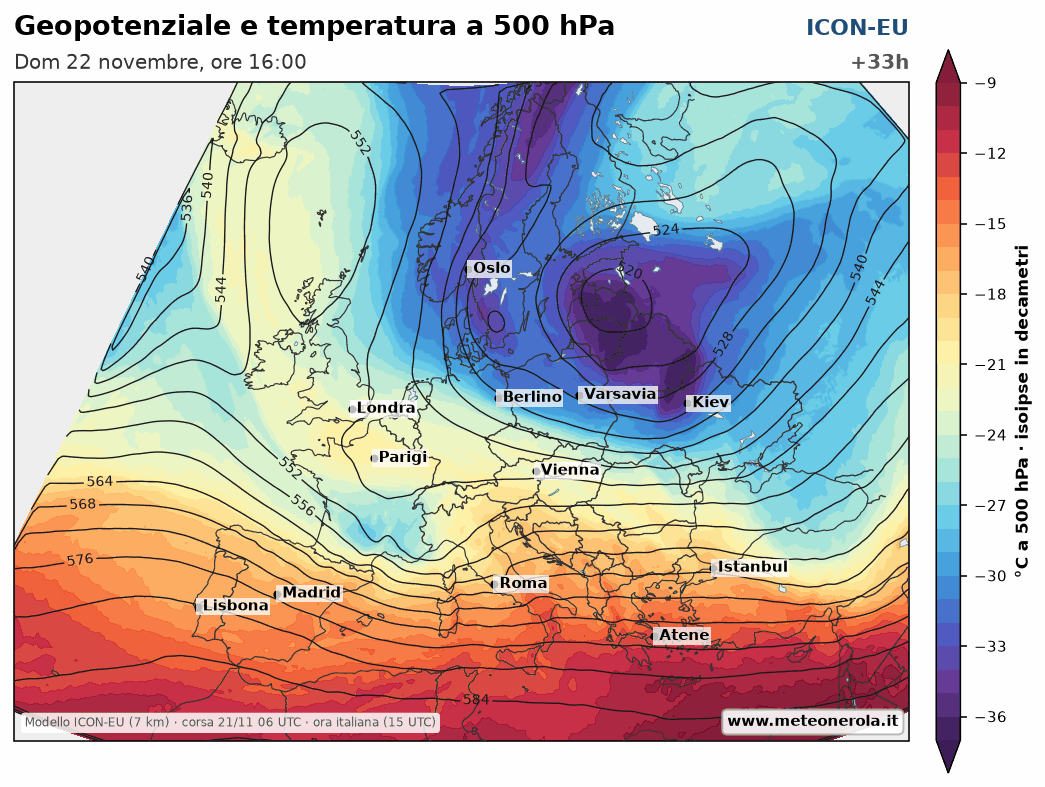 Geopotenziale e temperatura a 500 hPa
ICON-EU
Dom 22 novembre, ore 16:00
+33h
552
540
536
540
544
524
520
540
544
528
Oslo
Berlino
Varsavia
Kiev
Londra
Parigi
Vienna
552
556
564
568
576
Istanbul
Roma
Madrid
Lisbona
Atene
584
Modello ICON-EU (7 km) · corsa 21/11 06 UTC · ora italiana (15 UTC)
www.meteonerola.it
−9
−12
−15
−18
−21
−24
−27
−30
−33
−36
°C a 500 hPa · isoipse in decametri